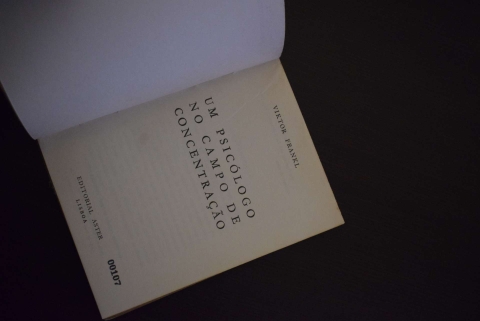 VIKTOR FRANKL
UM PSICÓLOGO
NO CAMPO DE
CONCENTRAÇÃO
EDITORIAL ASTER
LISBOA
00107